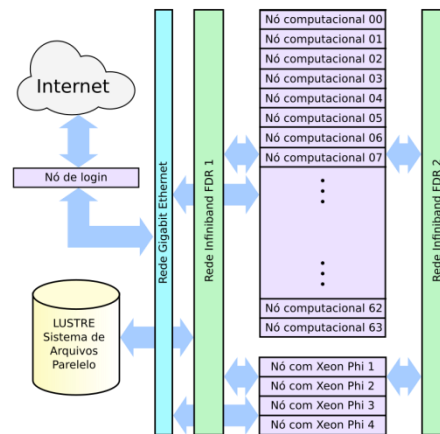 Internet
Nó de login
LUSTRE
Sistema de
Arquivos
Parelelo
Rede Gigabit Ethernet
Rede Infiniband FDR 1
Nó computacional 00
Nó computacional 01
Nó computacional 02
Nó computacional 03
Nó computacional 04
Nó computacional 05
Nó computacional 06
Nó computacional 07
Nó computacional 62
Nó computacional 63
Nó com Xeon Phi 1
Nó com Xeon Phi 2
Nó com Xeon Phi 3
Nó com Xeon Phi 4
Rede Infiniband FDR 2